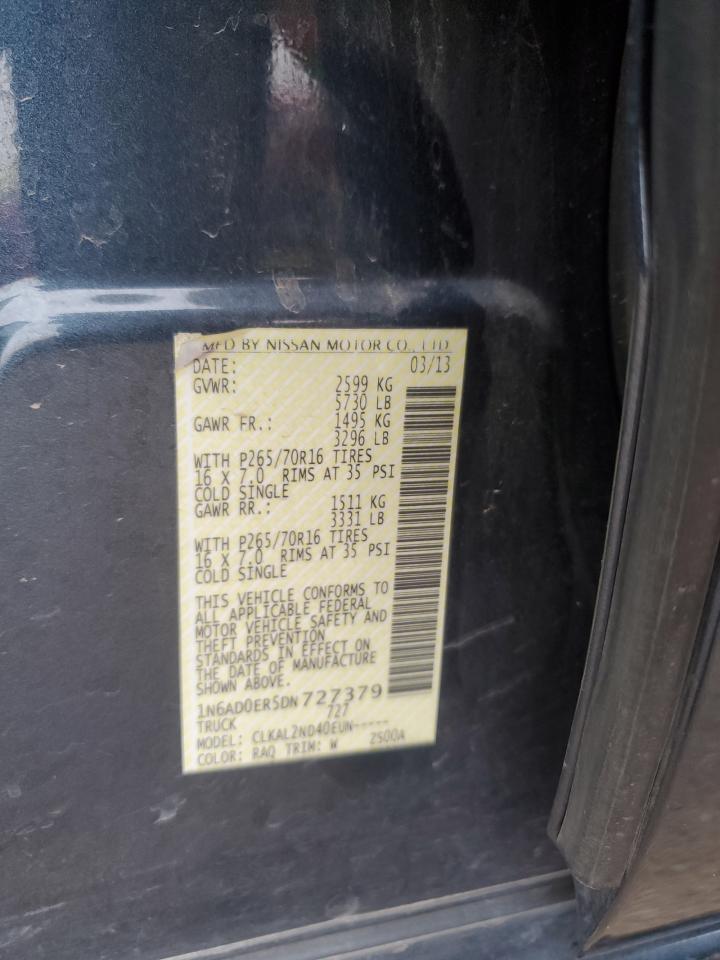 MFD BY NISSAN MOTOR CO., LTD.
DATE: 03/13
GVWR: 2599 KG
5730 LB
GAWR FR.: 1495 KG
3296 LB
WITH P265/70R16 TIRES
16 X 7.0 RIMS AT 35 PSI
COLD SINGLE
GAWR RR.: 1511 KG
3331 LB
WITH P265/70R16 TIRES
16 X 7.0 RIMS AT 35 PSI
COLD SINGLE
THIS VEHICLE CONFORMS TO
ALL APPLICABLE FEDERAL
MOTOR VEHICLE SAFETY AND
THEFT PREVENTION
STANDARDS IN EFFECT ON
THE DATE OF MANUFACTURE
SHOWN ABOVE.
1N6AD0ER5DN727379
TRUCK 727
MODEL: CLKAL2ND40EUN-----
COLOR: RAQ TRIM: W 2500A